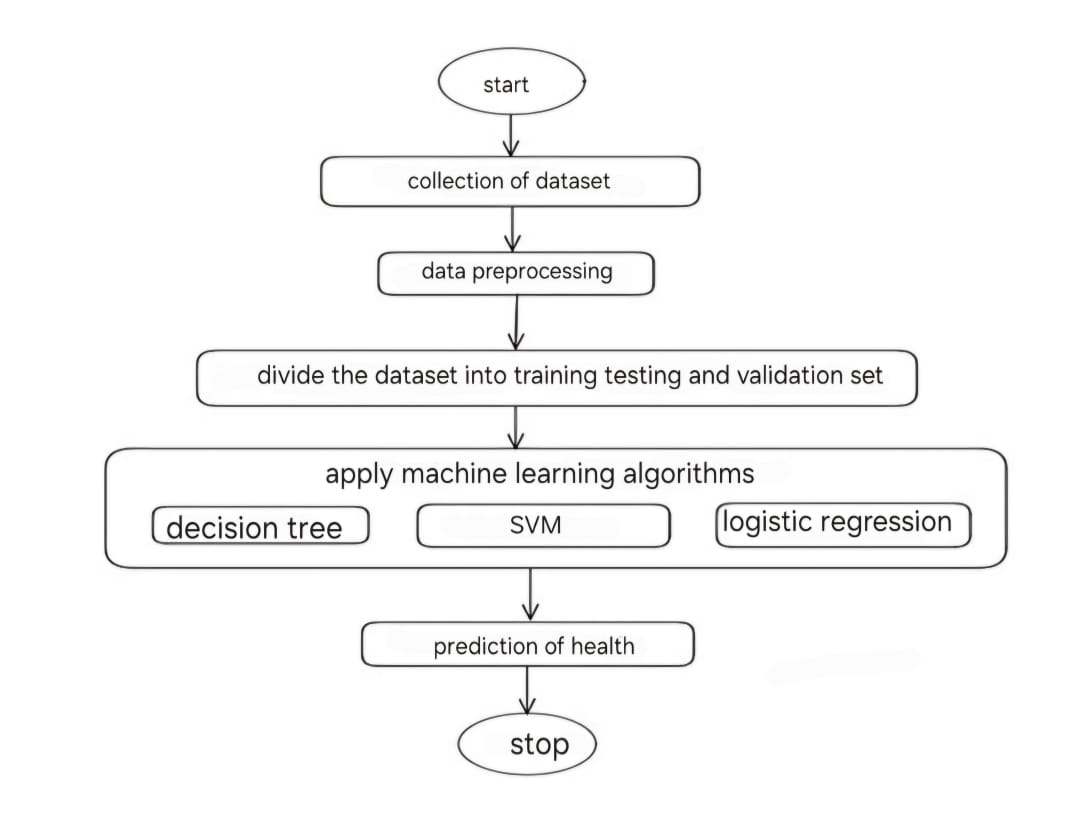 start
collection of dataset
data preprocessing
divide the dataset into training testing and validation set
apply machine learning algorithms
decision tree
SVM
logistic regression
prediction of health
stop